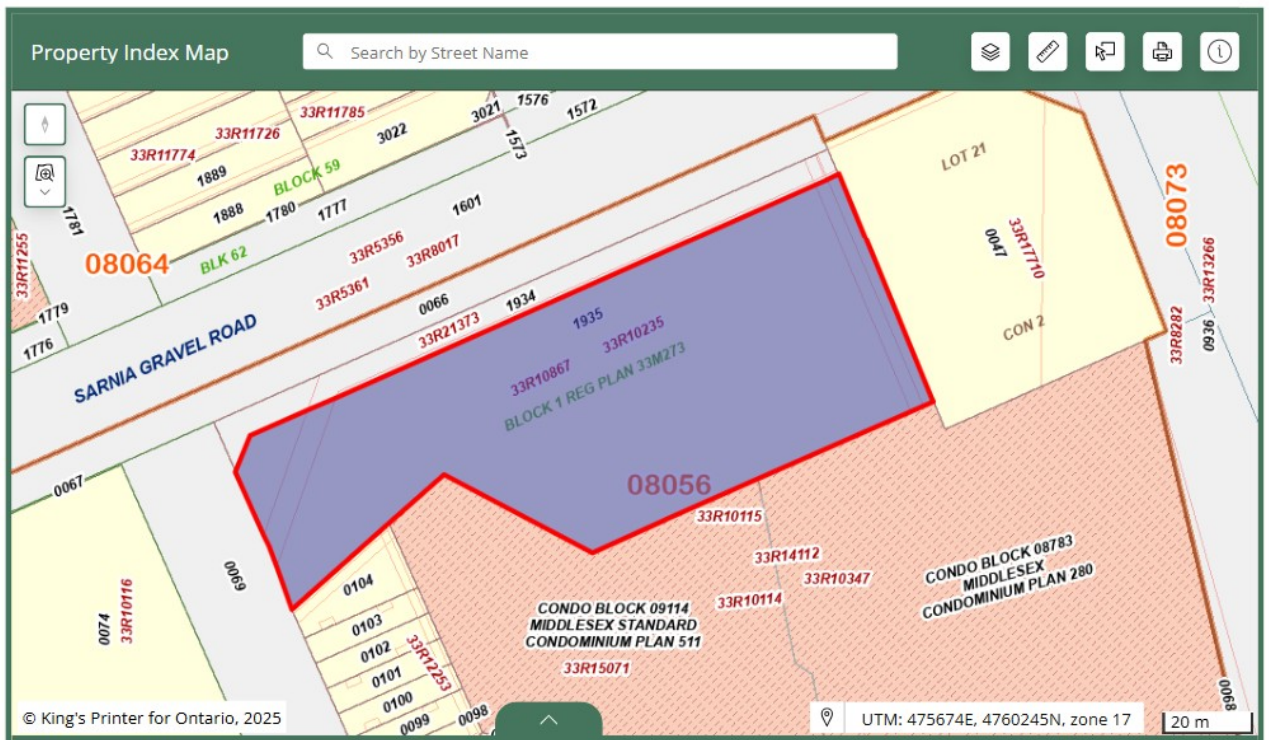 Property Index Map
Search by Street Name
33R11785
33R11726
33R11774
1889
3022
3021
1576
1572
1573
BLOCK 59
1888
1780
1777
1601
1781
33R11255
08064
BLK 62
33R5356
33R8017
33R5361
0066
1934
33R21373
1779
1776
SARNIA GRAVEL ROAD
1935
33R10867
33R10235
BLOCK 1 REG PLAN 33M273
LOT 21
0047
33R17710
CON 2
08073
33R13266
33R8282
0936
0067
08056
33R10115
33R14112
33R10347
33R10114
0069
0074
33R10116
0104
0103
0102
0101
0100
0099
0098
33R12253
CONDO BLOCK 09114
MIDDLESEX STANDARD
CONDOMINIUM PLAN 511
33R15071
CONDO BLOCK 08783
MIDDLESEX
CONDOMINIUM PLAN 280
0068
© King's Printer for Ontario, 2025
UTM: 475674E, 4760245N, zone 17
20 m